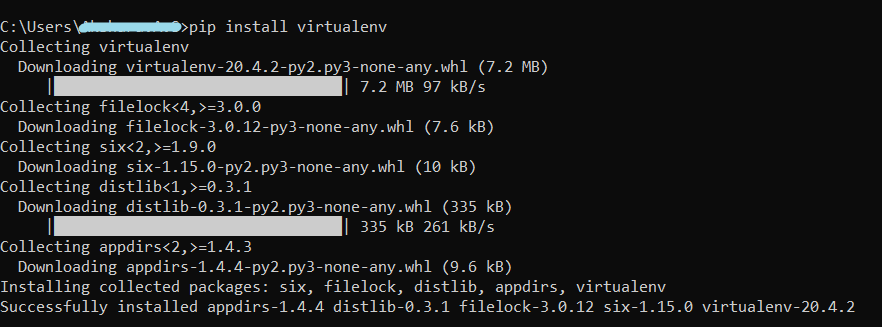 C:\Users\>pip install virtualenv
Collecting virtualenv
Downloading virtualenv-20.4.2-py2.py3-none-any.whl (7.2 MB)
|████████████████████████████████| 7.2 MB 97 kB/s
Collecting filelock<4,>=3.0.0
Downloading filelock-3.0.12-py3-none-any.whl (7.6 kB)
Collecting six<2,>=1.9.0
Downloading six-1.15.0-py2.py3-none-any.whl (10 kB)
Collecting distlib<1,>=0.3.1
Downloading distlib-0.3.1-py2.py3-none-any.whl (335 kB)
|████████████████████████████████| 335 kB 261 kB/s
Collecting appdirs<2,>=1.4.3
Downloading appdirs-1.4.4-py2.py3-none-any.whl (9.6 kB)
Installing collected packages: six, filelock, distlib, appdirs, virtualenv
Successfully installed appdirs-1.4.4 distlib-0.3.1 filelock-3.0.12 six-1.15.0 virtualenv-20.4.2